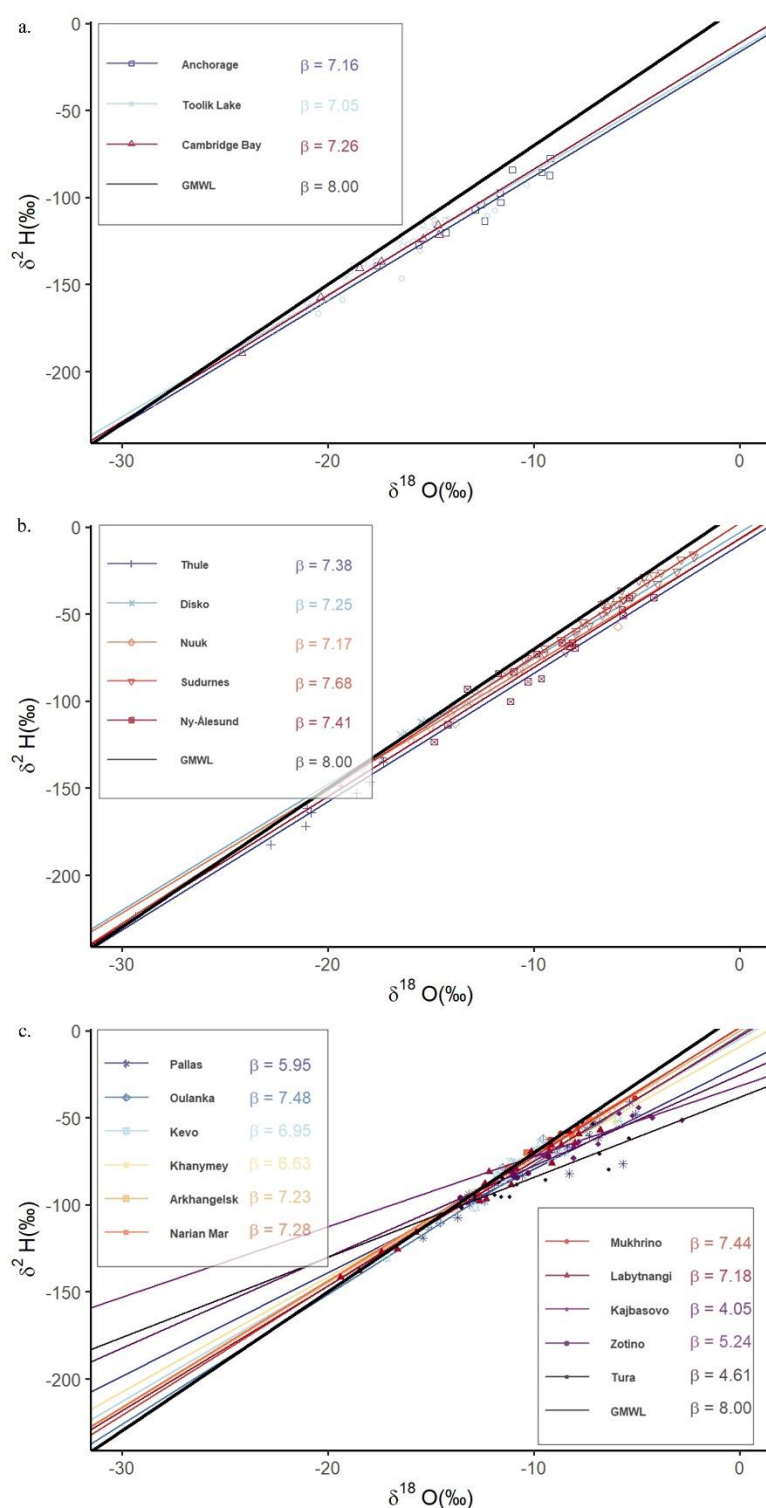 a.
0
-50
-100
-150
-200
δ² H(‰)
Anchorage β = 7.16
Toolik Lake β = 7.05
Cambridge Bay β = 7.26
GMWL β = 8.00
-30 -20 -10 0
δ¹⁸ O(‰)
b.
0
-50
-100
-150
-200
δ² H(‰)
Thule β = 7.38
Disko β = 7.25
Nuuk β = 7.17
Sudurnes β = 7.68
Ny-Ålesund β = 7.41
GMWL β = 8.00
-30 -20 -10 0
δ¹⁸ O(‰)
c.
0
-50
-100
-150
-200
δ² H(‰)
Pallas β = 5.95
Oulanka β = 7.48
Kevo β = 6.95
Khanymey β = 6.63
Arkhangelsk β = 7.23
Narian Mar β = 7.28
Mukhrino β = 7.44
Labytnangi β = 7.18
Kajbasovo β = 4.05
Zotino β = 5.24
Tura β = 4.61
GMWL β = 8.00
-30 -20 -10 0
δ¹⁸ O(‰)